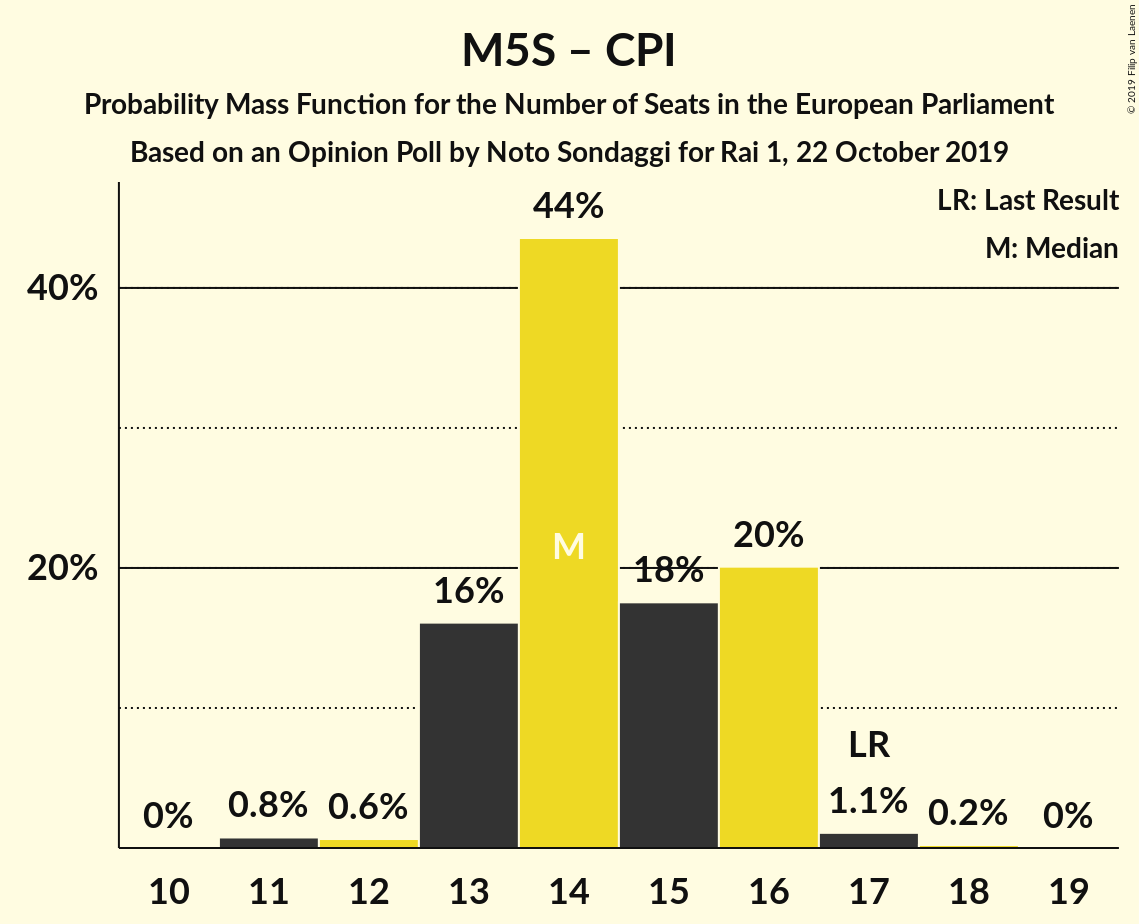 M5S – CPI
Probability Mass Function for the Number of Seats in the European Parliament
Based on an Opinion Poll by Noto Sondaggi for Rai 1, 22 October 2019
© 2019 Filip van Laenen
LR: Last Result
M: Median
40%
20%
0%
0.8%
0.6%
16%
44%
M
18%
20%
LR
1.1%
0.2%
0%
10 11 12 13 14 15 16 17 18 19